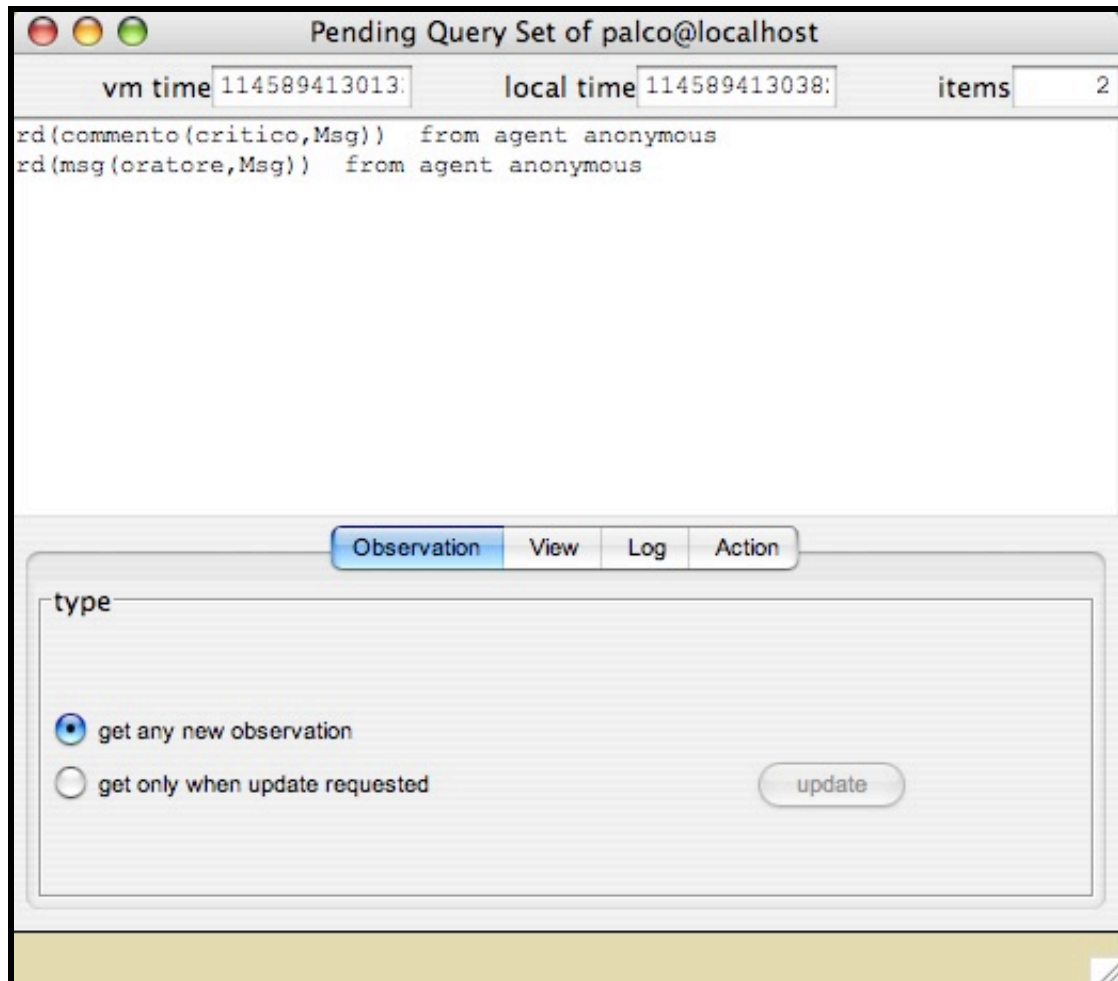 Pending Query Set of palco@localhost
vm time 114589413013 local time 114589413038 items 2
rd(commento(critico,Msg)) from agent anonymous
rd(msg(oratore,Msg)) from agent anonymous
Observation View Log Action
type
get any new observation
get only when update requested update